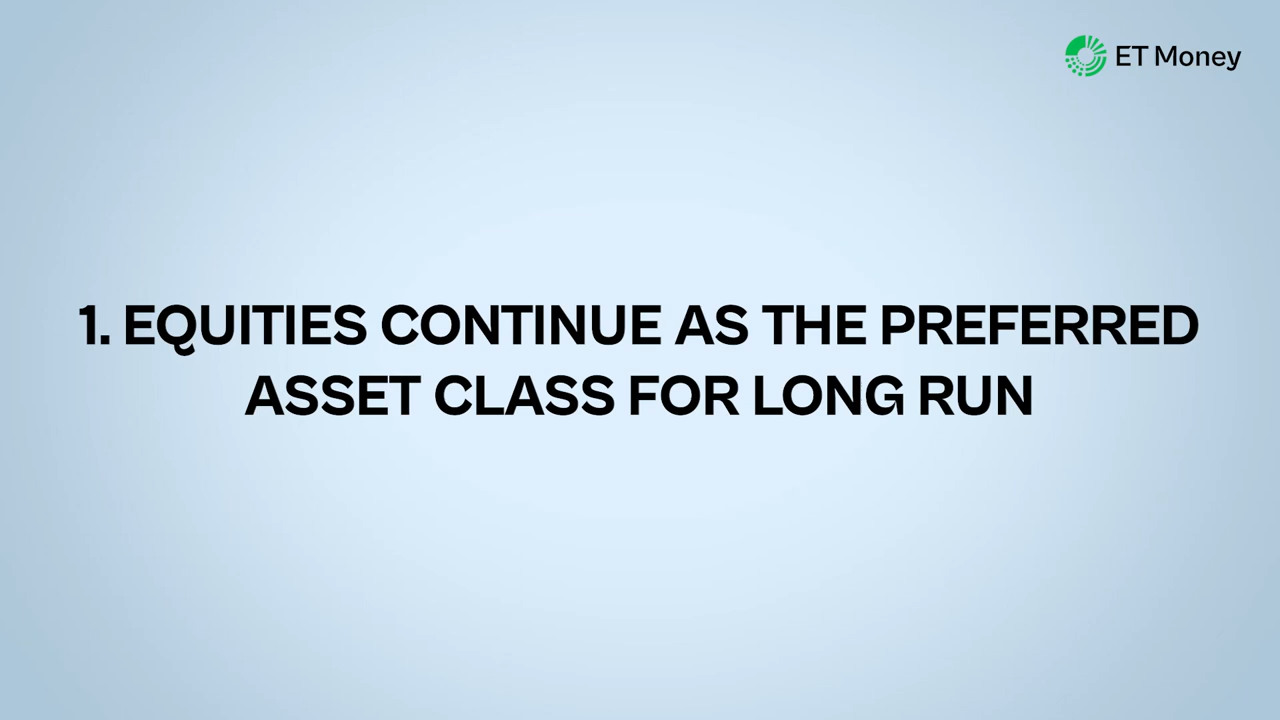 ET Money
1. EQUITIES CONTINUE AS THE PREFERRED
ASSET CLASS FOR LONG RUN